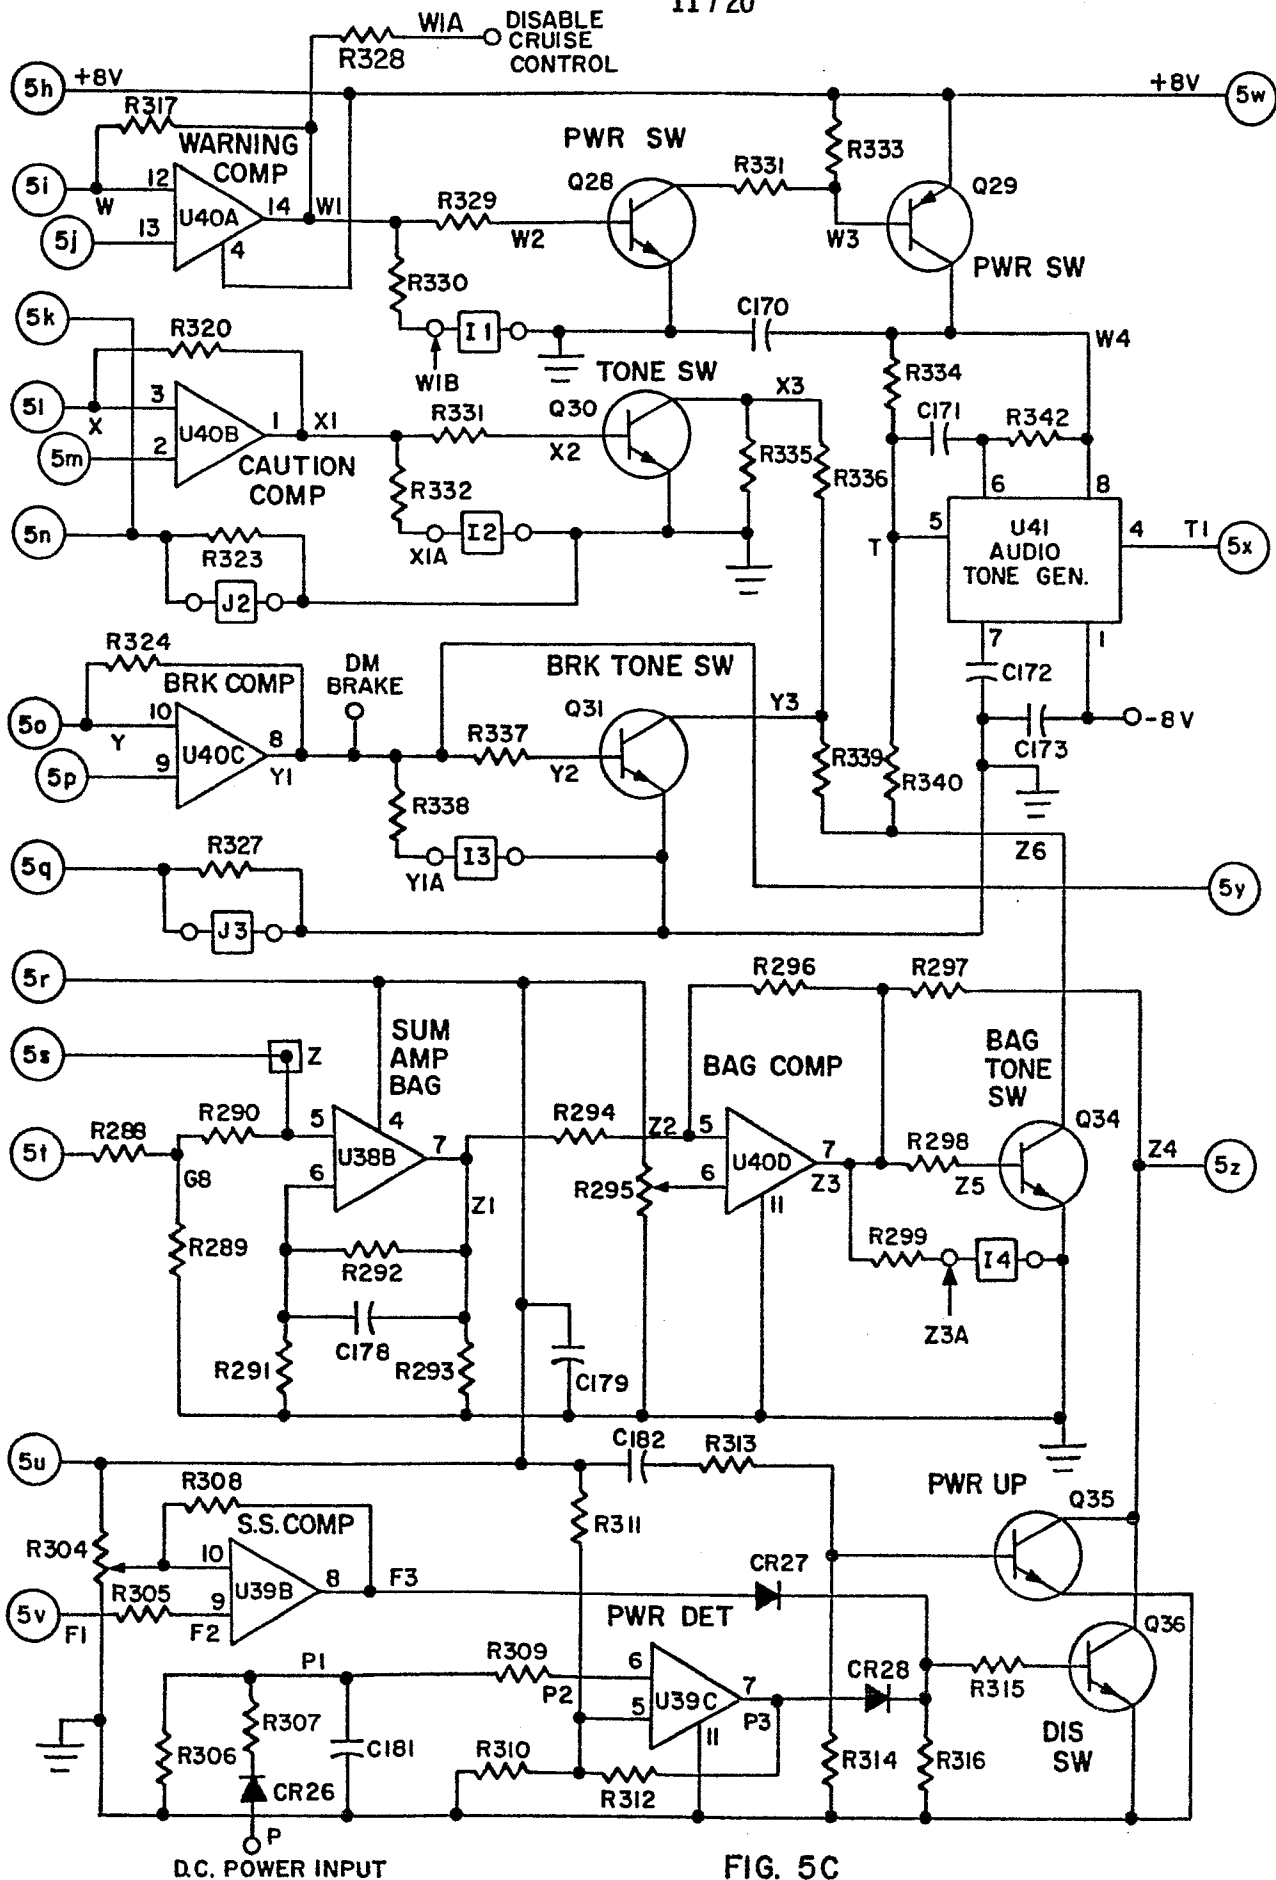 11 / 20
W1A
DISABLE
CRUISE
CONTROL
R328
5h
+8V
+8V
5w
R317
WARNING
COMP
PWR SW
R331
R333
5i
W
12
U40A
14
W1
R329
W2
Q28
W3
Q29
PWR SW
5j
13
4
R330
I1
W1B
C170
W4
5k
R320
TONE SW
X3
R334
C171
R342
5l
X
3
U40B
1
X1
R331
X2
Q30
R335
R336
5m
2
CAUTION
COMP
R332
X1A
I2
6
8
5
U41
AUDIO
TONE GEN.
4
T1
5x
T
7
1
5n
R323
J2
R324
BRK COMP
DM
BRAKE
BRK TONE SW
C172
-8V
C173
5o
Y
10
U40C
8
Y1
R337
Y2
Q31
Y3
5p
9
R338
Y1A
I3
R339
R340
Z6
5q
R327
J3
5y
5r
R296
R297
5s
Z
SUM
AMP
BAG
BAG COMP
BAG
TONE
SW
5t
R288
G8
R290
5
4
U38B
7
6
Z1
R294
Z2
5
U40D
7
6
11
Z3
R298
Z5
Q34
Z4
5z
R289
R292
R295
R299
I4
Z3A
R291
C178
R293
C179
5u
C182
R313
R308
S.S. COMP
R311
PWR UP
Q35
R304
10
U39B
8
F3
CR27
5v
F1
R305
F2
9
PWR DET
Q36
P1
R309
P2
6
U39C
7
5
P3
11
CR28
R315
DIS
SW
R306
R307
C181
R310
R312
R314
R316
CR26
P
D.C. POWER INPUT
FIG. 5C